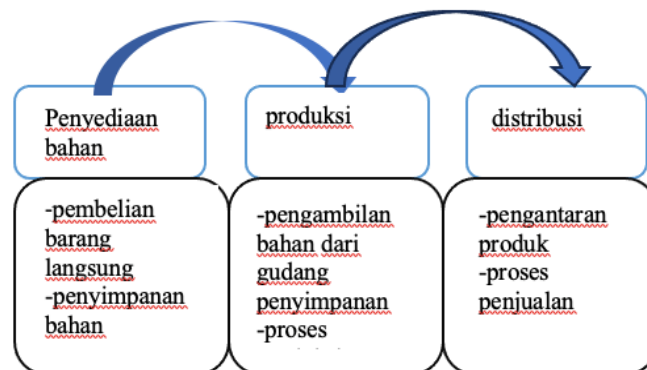 Penyediaan
bahan
produksi
distribusi
-pembelian
barang
langsung
-penyimpanan
bahan
-pengambilan
bahan dari
gudang
penyimpanan
-proses
-pengantaran
produk
-proses
penjualan